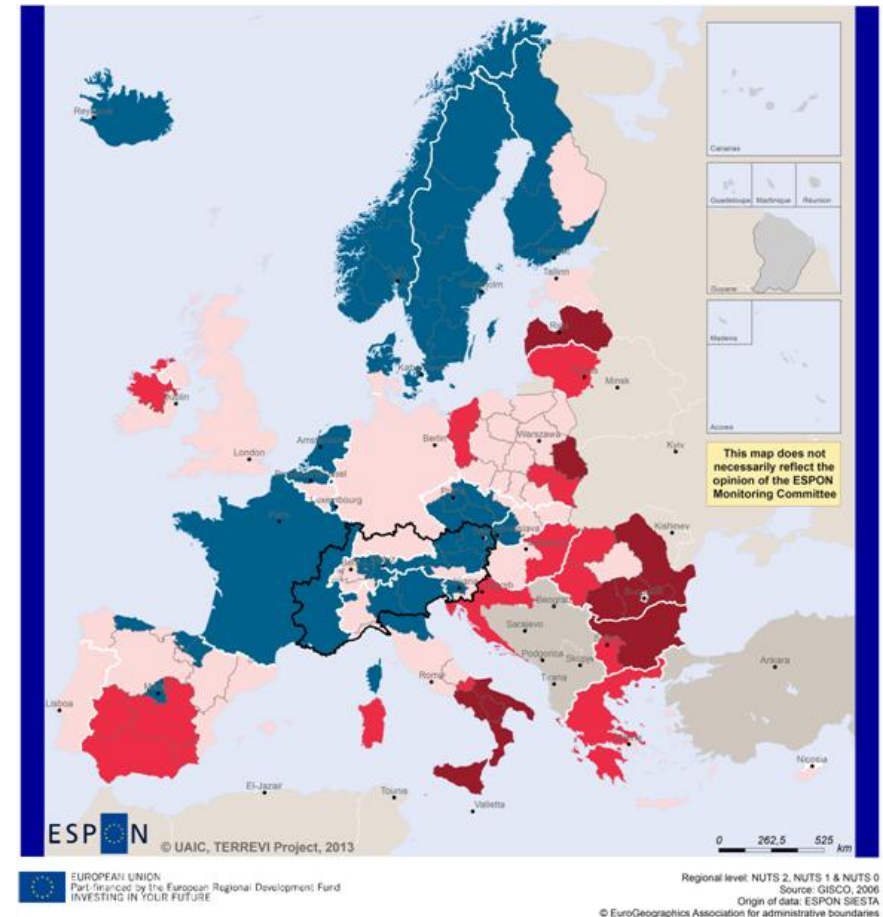 Canarias
Reykjavik
Guadeloupe Martinique Réunion
Guyane
Madeira
Acores
Helsinki
Tallinn
Stockholm
Riga
Minsk
Dublin
London
Amsterdam
Berlin
Warszawa
Kyiv
This map does not
necessarily reflect the
opinion of the ESPON
Monitoring Committee
Luxembourg
Paris
Kishinev
Zagreb
Beograd
Sarajevo
Podgorica
Skopje
Tirana
Roma
Ankara
Lisboa
Nicosia
El-Jazair
Tounis
Valletta
ESPON
© UAIC, TERREVI Project, 2013
0 262,5 525
km
EUROPEAN UNION
Part-financed by the European Regional Development Fund
INVESTING IN YOUR FUTURE
Regional level: NUTS 2, NUTS 1 & NUTS 0
Source: GISCO, 2006
Origin of data: ESPON SIESTA
© EuroGeographics Association for administrative boundaries